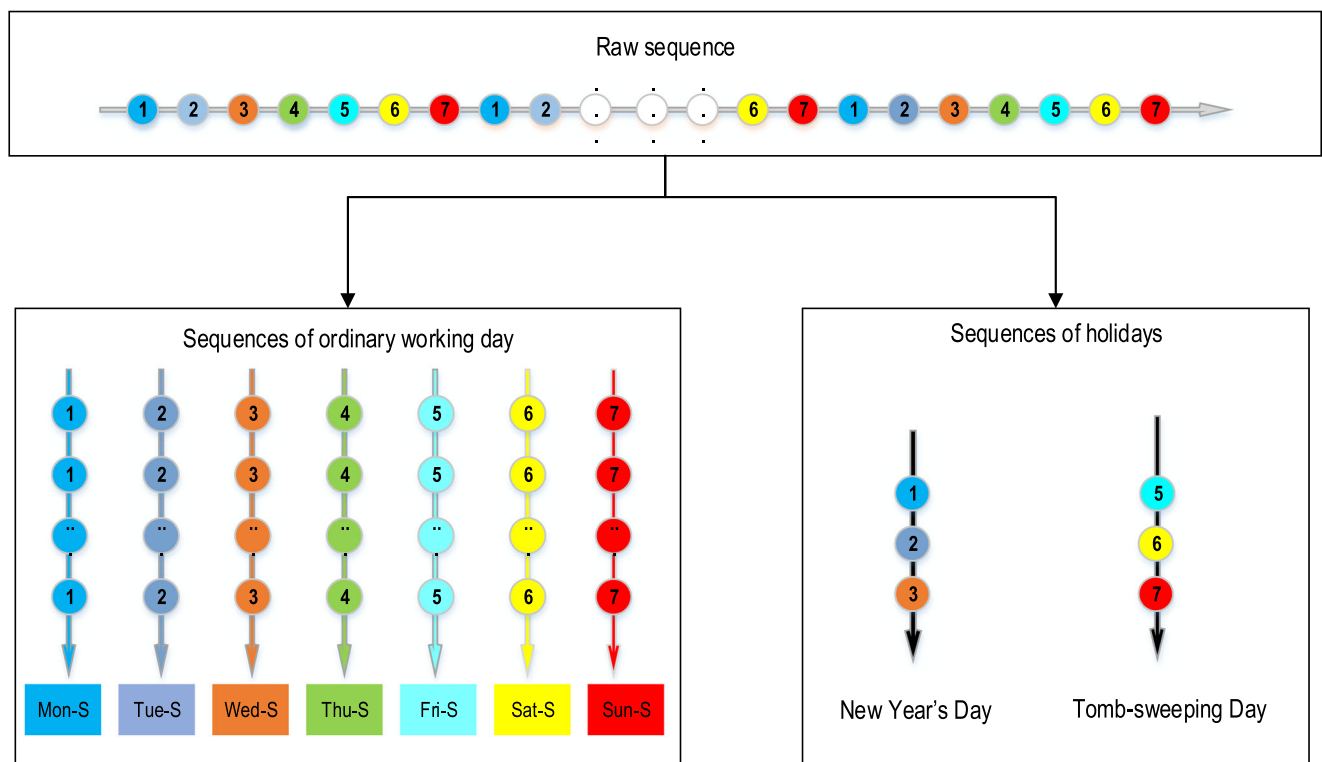 Raw sequence
1 2 3 4 5 6 7 1 2 . . . 6 7 1 2 3 4 5 6 7
Sequences of ordinary working day
1 2 3 4 5 6 7
1 2 3 4 5 6 7
1 2 3 4 5 6 7
Mon-S Tue-S Wed-S Thu-S Fri-S Sat-S Sun-S
Sequences of holidays
1 5
2 6
3 7
New Year’s Day Tomb-sweeping Day